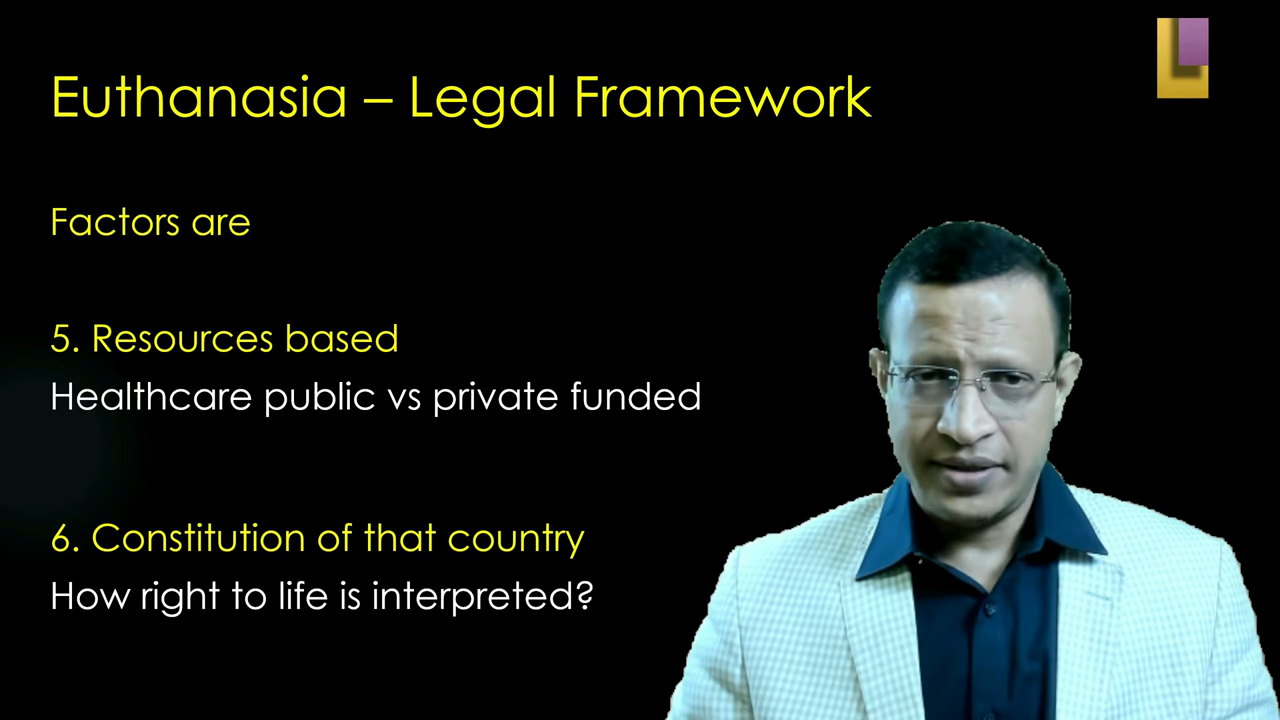 Euthanasia – Legal Framework
Factors are
5. Resources based
Healthcare public vs private funded
6. Constitution of that country
How right to life is interpreted?